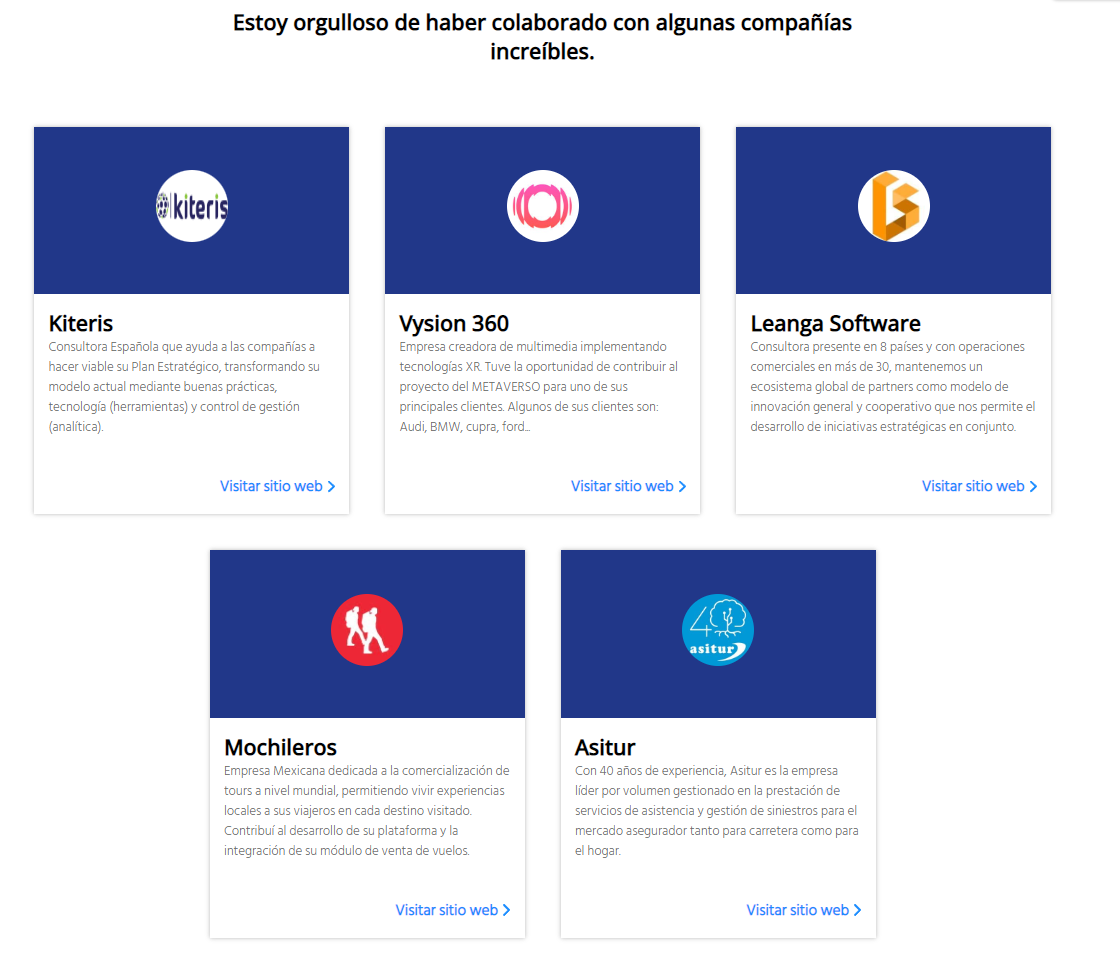 Estoy orgulloso de haber colaborado con algunas compañías
increíbles.
kiteris
Kiteris
Consultora Española que ayuda a las compañías a
hacer viable su Plan Estratégico, transformando su
modelo actual mediante buenas prácticas,
tecnología (herramientas) y control de gestión
(analítica).
Visitar sitio web
Vysion 360
Empresa creadora de multimedia implementando
tecnologías XR. Tuve la oportunidad de contribuir al
proyecto del METAVERSO para uno de sus
principales clientes. Algunos de sus clientes son:
Audi, BMW, cupra, ford...
Visitar sitio web
Leanga Software
Consultora presente en 8 países y con operaciones
comerciales en más de 30, mantenemos un
ecosistema global de partners como modelo de
innovación general y cooperativo que nos permite el
desarrollo de iniciativas estratégicas en conjunto.
Visitar sitio web
Mochileros
Empresa Mexicana dedicada a la comercialización de
tours a nivel mundial, permitiendo vivir experiencias
locales a sus viajeros en cada destino visitado.
Contribuí al desarrollo de su plataforma y la
integración de su módulo de venta de vuelos.
Visitar sitio web
40
asitur
Asitur
Con 40 años de experiencia, Asitur es la empresa
líder por volumen gestionado en la prestación de
servicios de asistencia y gestión de siniestros para el
mercado asegurador tanto para carretera como para
el hogar.
Visitar sitio web